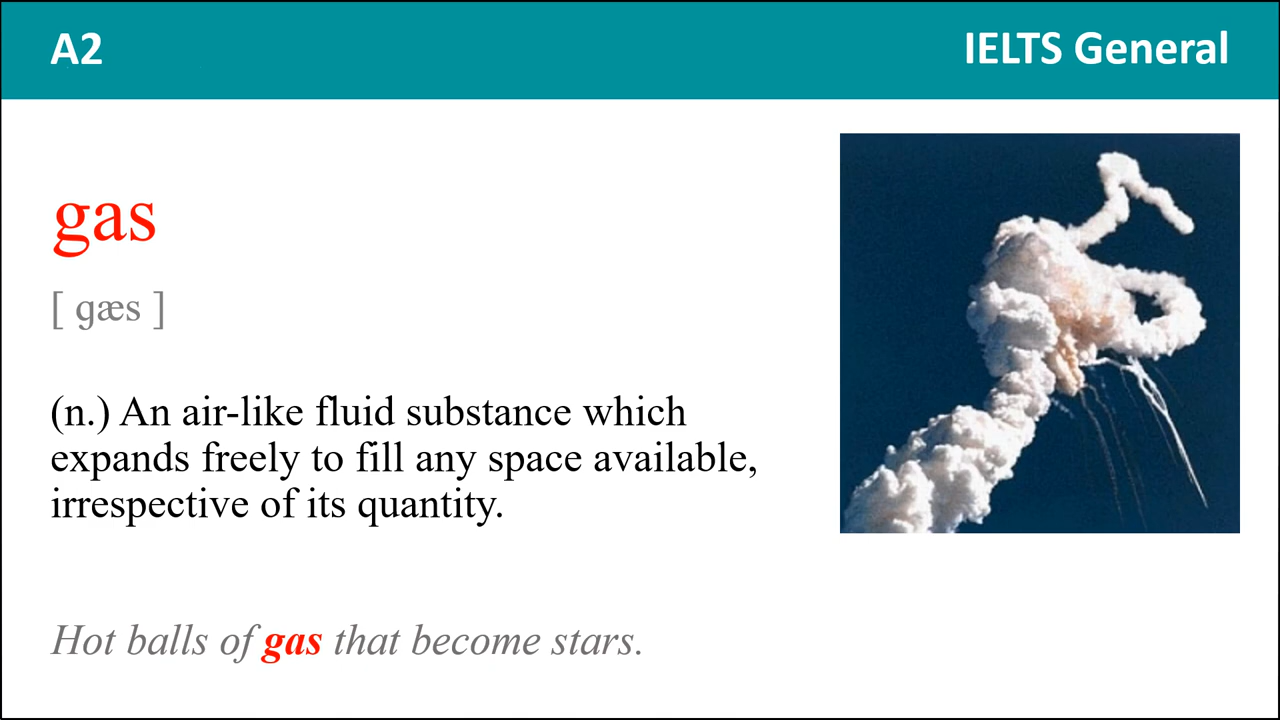 A2
IELTS General
gas
[ ɡæs ]
(n.) An air-like fluid substance which
expands freely to fill any space available,
irrespective of its quantity.
Hot balls of gas that become stars.